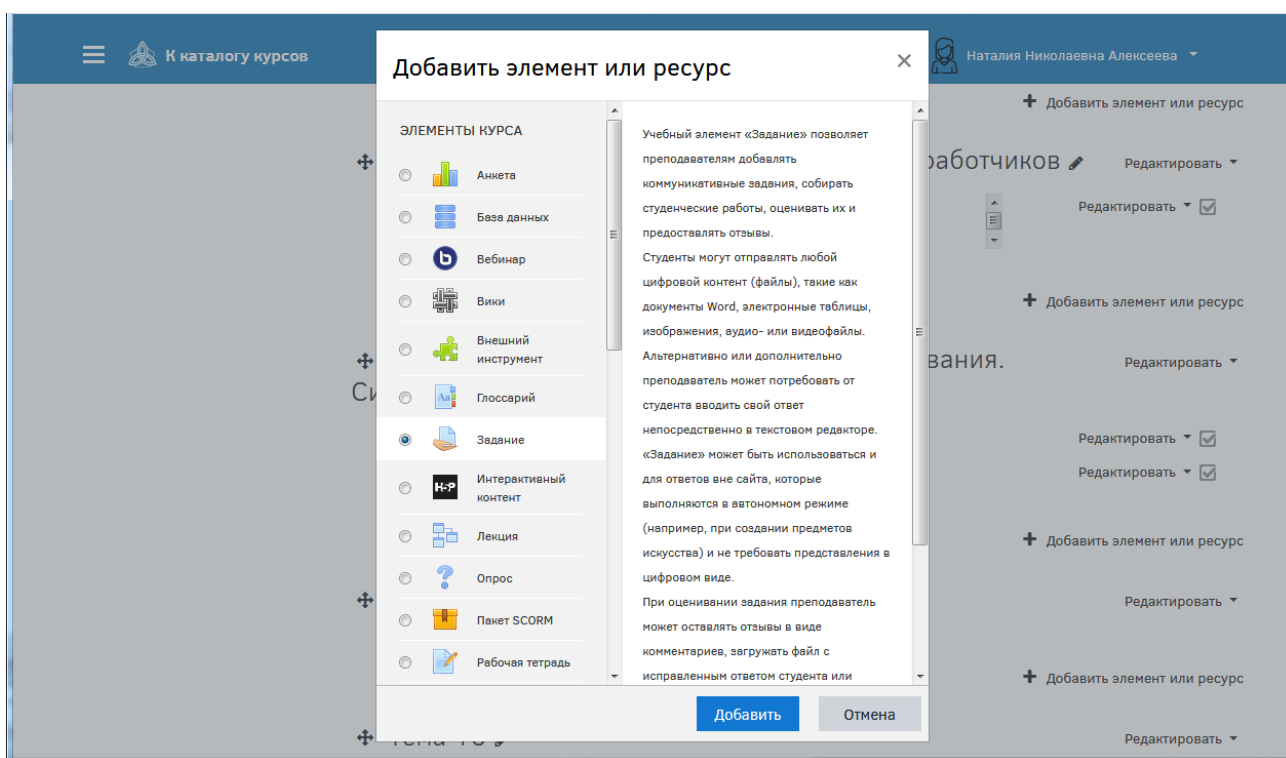 К каталогу курсов
Наталия Николаевна Алексеева
Добавить элемент или ресурс
Добавить элемент или ресурс
ЭЛЕМЕНТЫ КУРСА
Анкета
База данных
Вебинар
Вики
Внешний
инструмент
Глоссарий
Задание
H-P
Интерактивный
контент
Лекция
Опрос
Пакет SCORM
Рабочая тетрадь
Учебный элемент «Задание» позволяет
преподавателям добавлять
коммуникативные задания, собирать
студенческие работы, оценивать их и
предоставлять отзывы.
Студенты могут отправлять любой
цифровой контент (файлы), такие как
документы Word, электронные таблицы,
изображения, аудио- или видеофайлы.
Альтернативно или дополнительно
преподаватель может потребовать от
студента вводить свой ответ
непосредственно в текстовом редакторе.
«Задание» может быть использоваться и
для ответов вне сайта, которые
выполняются в автономном режиме
(например, при создании предметов
искусства) и не требовать представления в
цифровом виде.
При оценивании задания преподаватель
может оставлять отзывы в виде
комментариев, загружать файл с
исправленным ответом студента или
Добавить
Отмена
работчиков
Редактировать
Редактировать
Добавить элемент или ресурс
вания.
Редактировать
Си
Редактировать
Редактировать
Добавить элемент или ресурс
Редактировать
Добавить элемент или ресурс
Редактировать